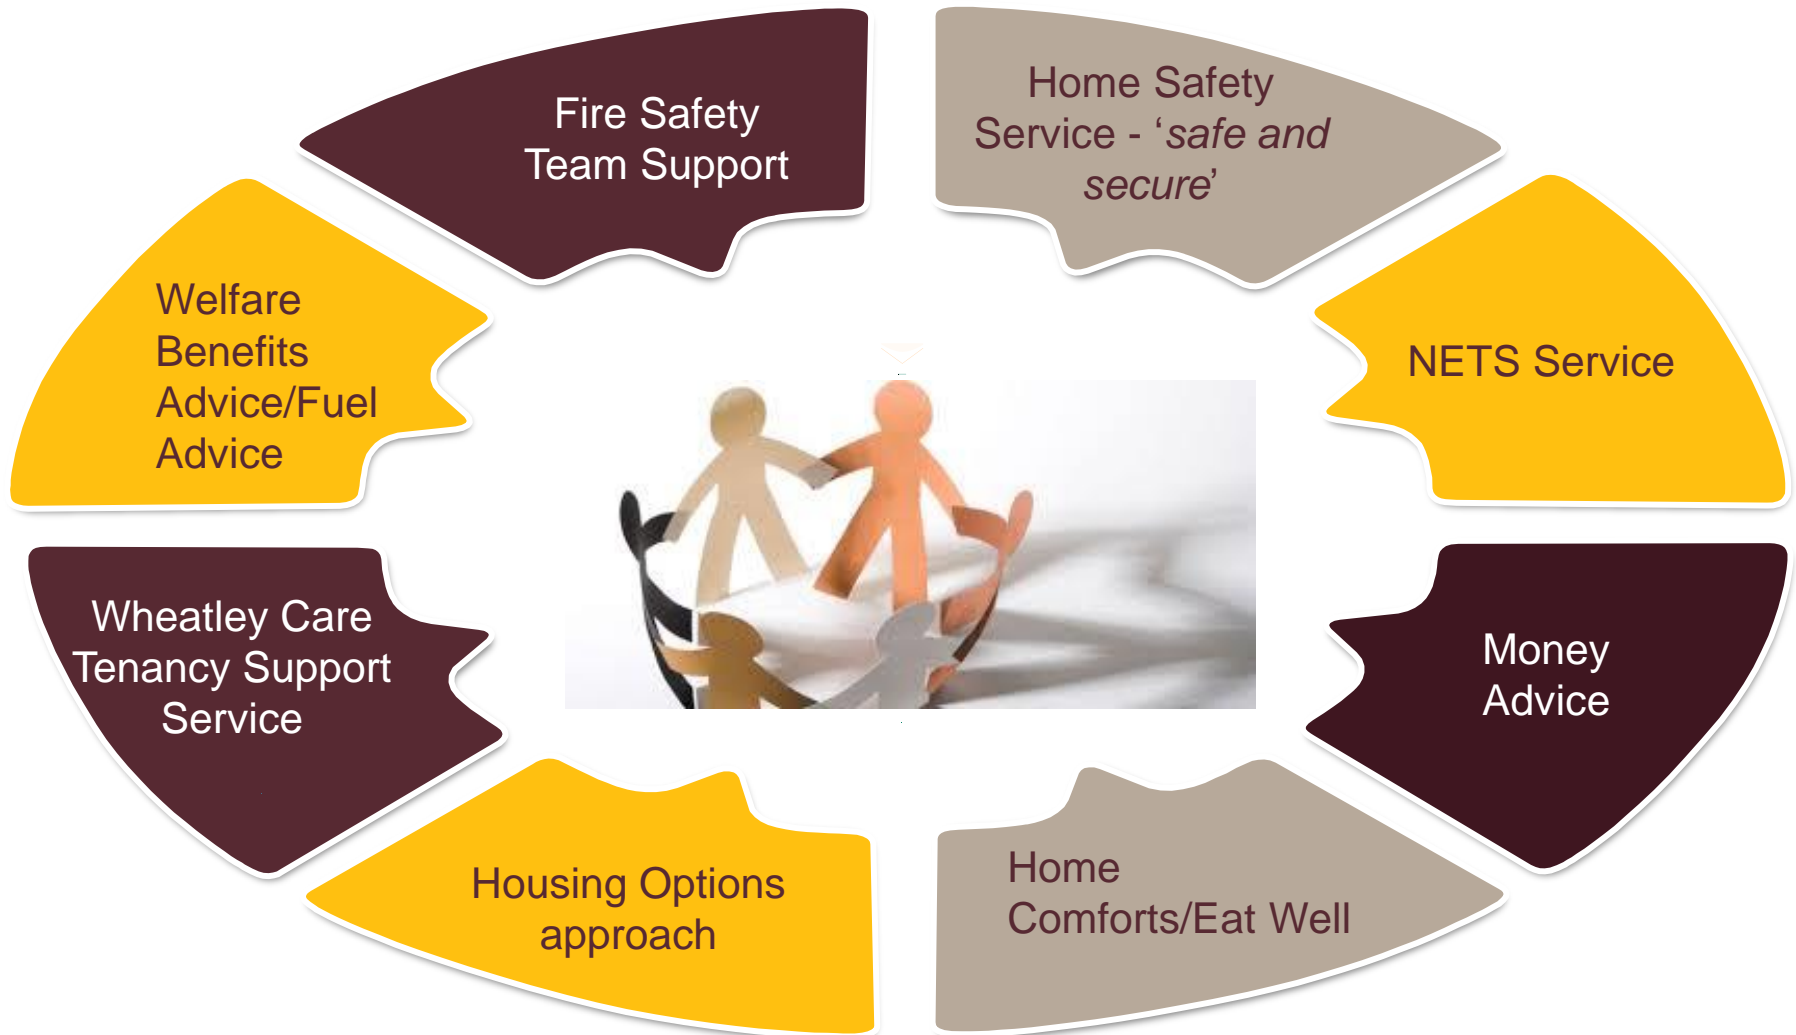 Fire Safety
Team Support
Home Safety
Service - ‘safe and
secure’
NETS Service
Money
Advice
Home
Comforts/Eat Well
Housing Options
approach
Wheatley Care
Tenancy Support
Service
Welfare
Benefits
Advice/Fuel
Advice